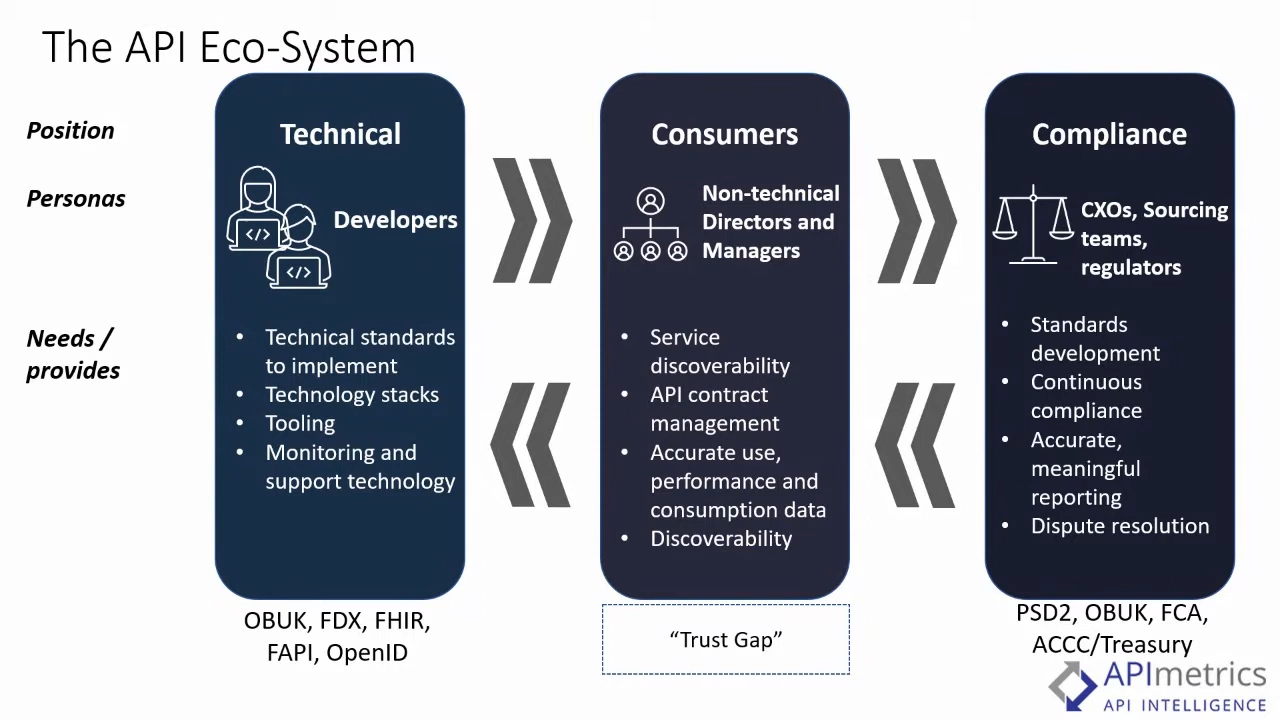 The API Eco-System
Position
Personas
Needs /
provides
Technical
</>
</>
Developers
• Technical standards
to implement
• Technology stacks
• Tooling
• Monitoring and
support technology
OBUK, FDX, FHIR,
FAPI, OpenID
Consumers
Non-technical
Directors and
Managers
• Service
discoverability
• API contract
management
• Accurate use,
performance and
consumption data
• Discoverability
“Trust Gap”
Compliance
CXOs, Sourcing
teams,
regulators
• Standards
development
• Continuous
compliance
• Accurate,
meaningful
reporting
• Dispute resolution
PSD2, OBUK, FCA,
ACCC/Treasury
APImetrics
API INTELLIGENCE